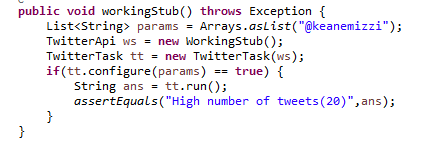 public void workingStub() throws Exception {
List<String> params = Arrays.asList("@keanemizzi");
TwitterApi ws = new WorkingStub();
TwitterTask tt = new TwitterTask(ws);
if(tt.configure(params) == true) {
String ans = tt.run();
assertEquals("High number of tweets(20)",ans);
}
}